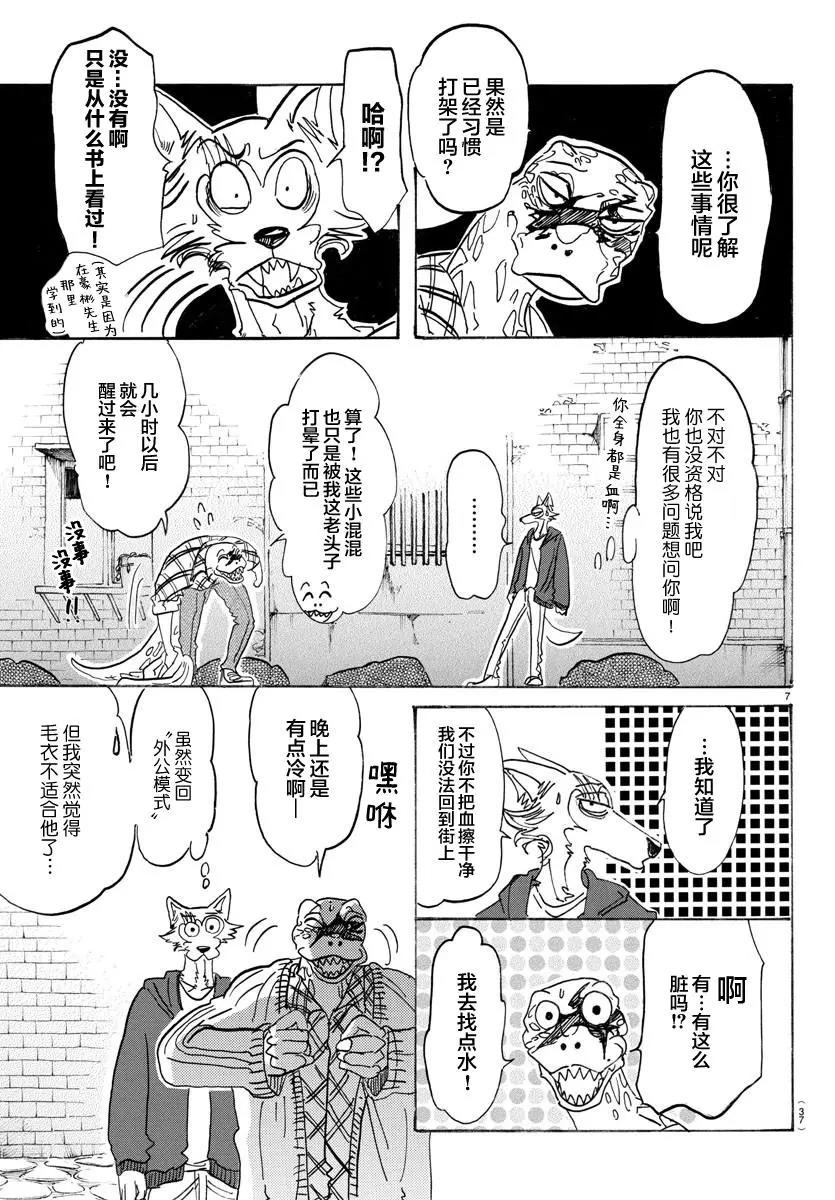 …你很了解
这些事情呢
果然是
已经习惯
打架了吗？
哈啊!?
没…没有啊
只是从什么书上看过！
(其实是因为
在豪彬先生
那里
学到的)
不对不对
你也没资格说我吧
我也有很多问题想问你啊！
你全身都是血啊…
………
算了！这些小混混
也只是被我这老头子
打晕了而已
几小时以后
就会
醒过来了吧！
没事
没事!!
7
…我知道了
不过你不把血擦干净
我们没法回到街上
啊
有…有这么
脏吗!?
我去找点
水！
晚上还是
有点冷啊—
嘿咻
虽然变回
“外公模式”
但我突然觉得
毛衣不适合他了…
(37)